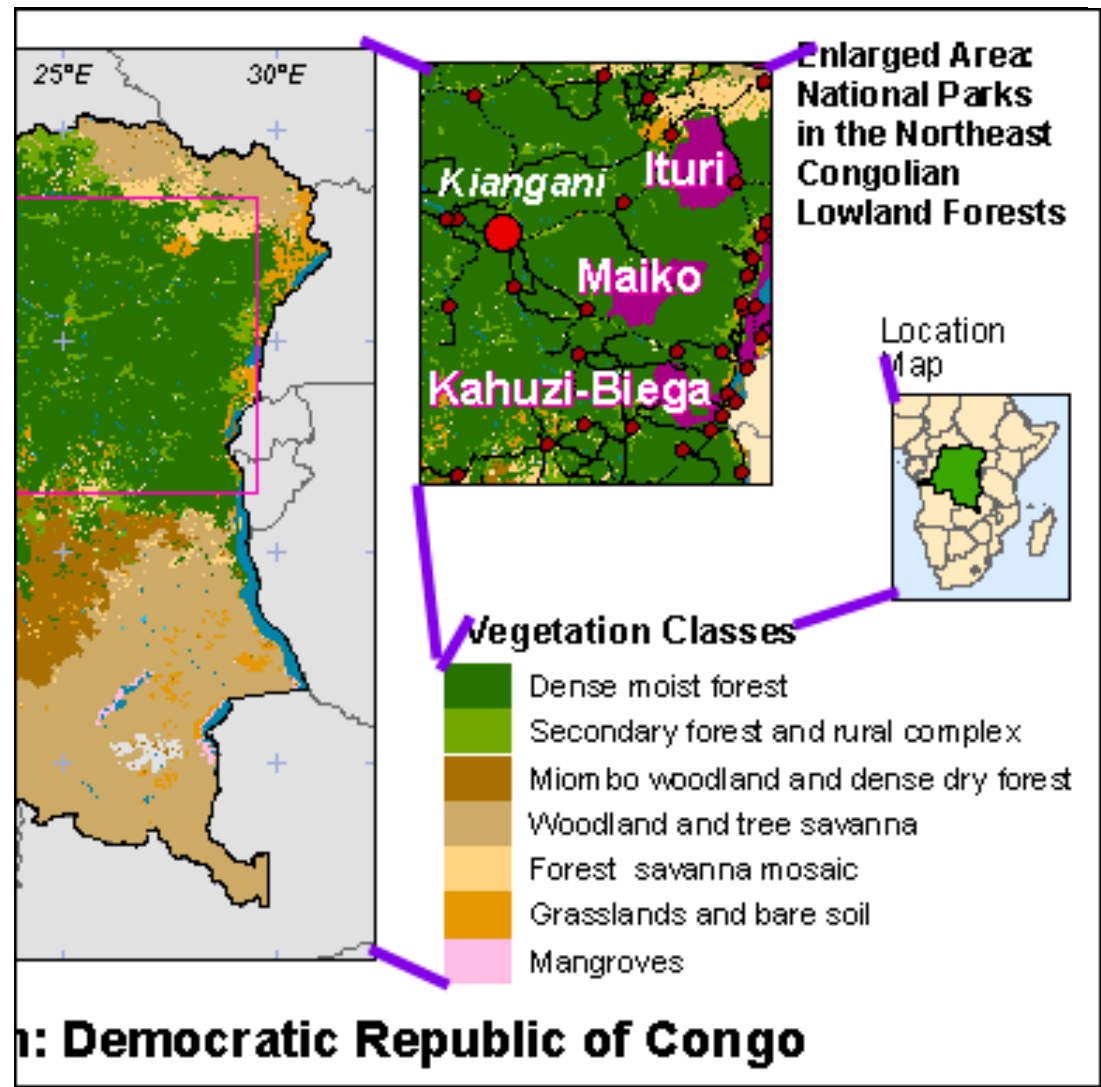 25°E
30°E
Kiangani
Ituri
Maiko
Kahuzi-Biega
Enlarged Area:
National Parks
in the Northeast
Congolian
Lowland Forests
Location
Map
Vegetation Classes
Dense moist forest
Secondary forest and rural complex
Miombo woodland and dense dry forest
Woodland and tree savanna
Forest savanna mosaic
Grasslands and bare soil
Mangroves
: Democratic Republic of Congo